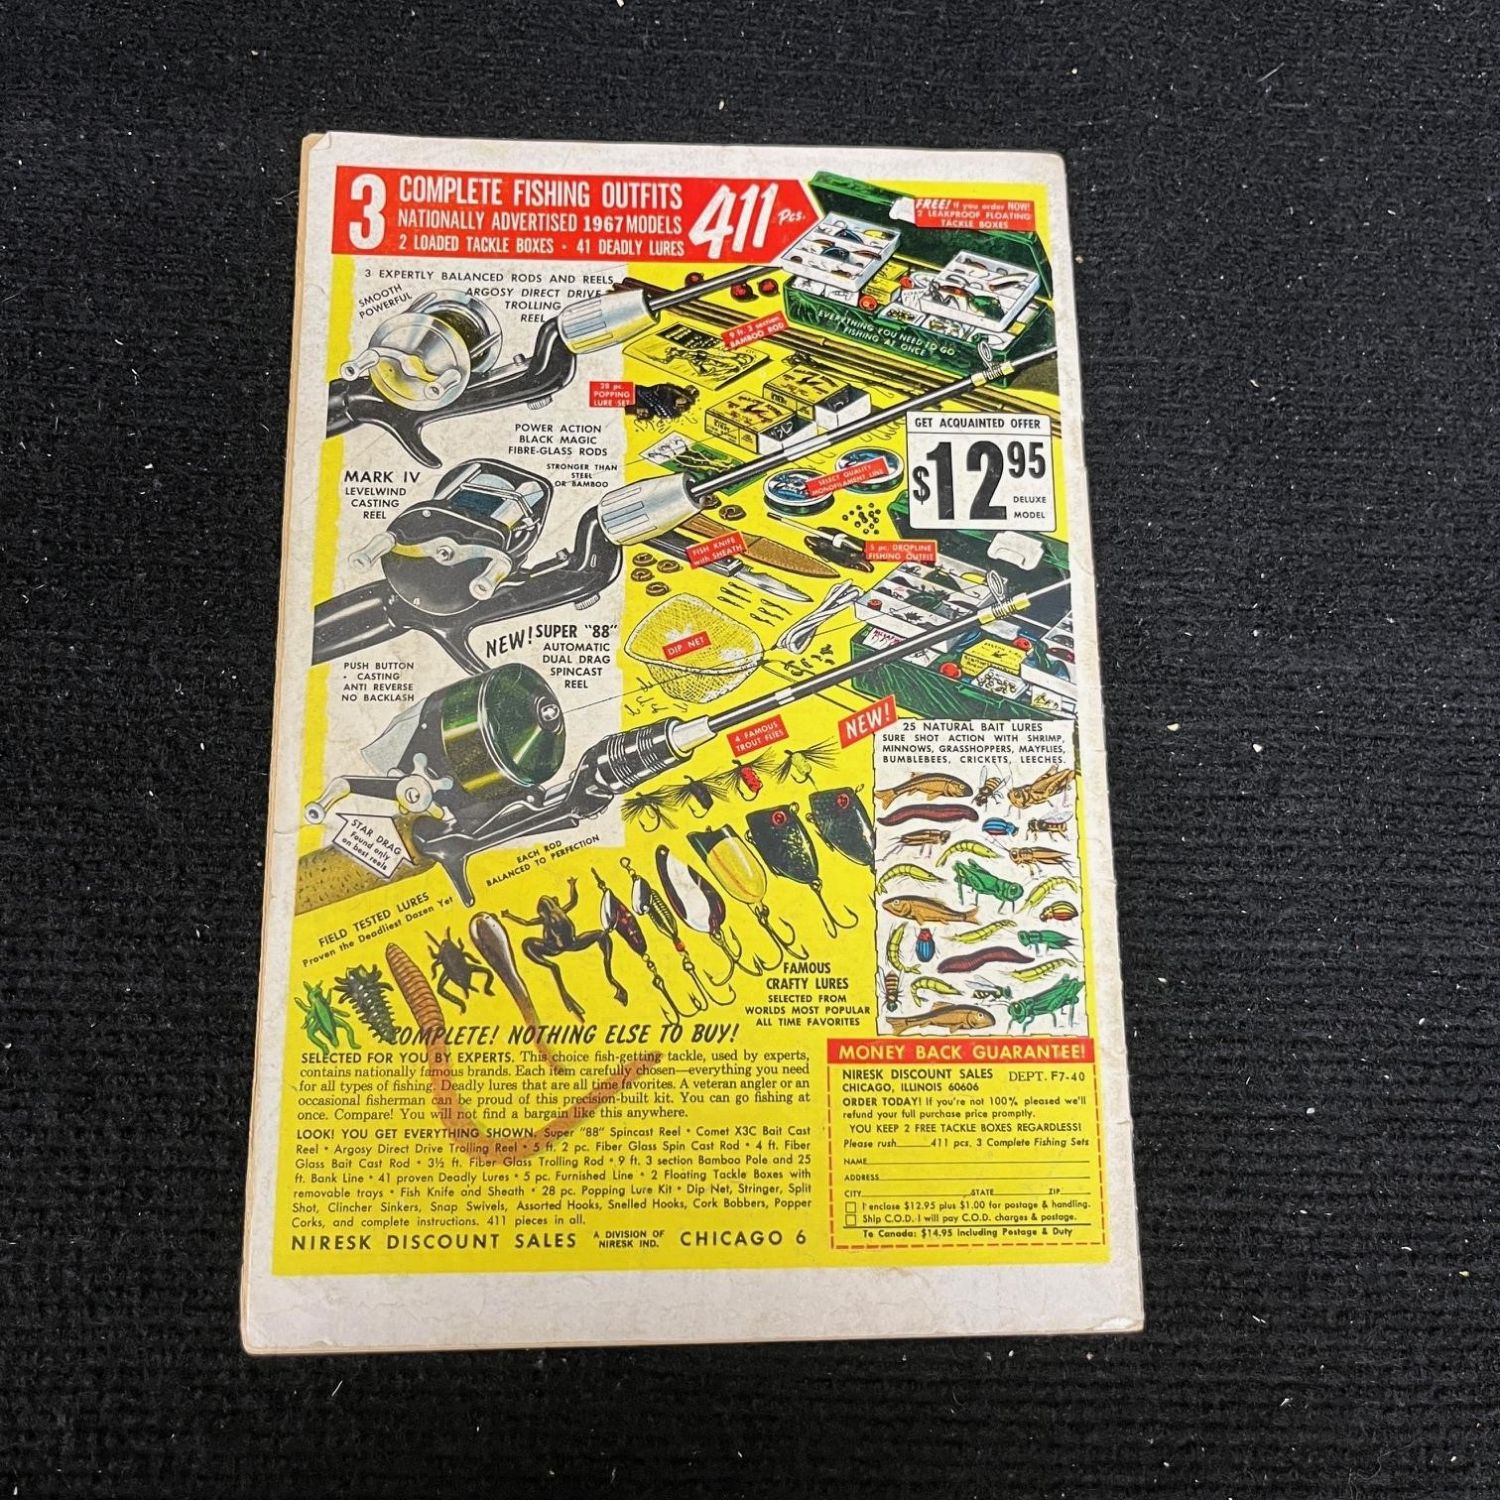 3 COMPLETE FISHING OUTFITS
NATIONALLY ADVERTISED 1967 MODELS
2 LOADED TACKLE BOXES • 41 DEADLY LURES
411 Pcs.
FREE! if you order NOW!
2 LEAKPROOF FLOATING
TACKLE BOXES
3 EXPERTLY BALANCED RODS AND REELS
SMOOTH
POWERFUL
ARGOSY DIRECT DRIVE
TROLLING
REEL
EVERYTHING YOU NEED TO GO
FISHING AT ONCE
9 ft. 3 section
BAMBOO ROD
28 pc.
POPPING
LURE SET
POWER ACTION
BLACK MAGIC
FIBRE-GLASS RODS
STRONGER THAN
STEEL
OR BAMBOO
GET ACQUAINTED OFFER
$12.95
DELUXE
MODEL
MARK IV
LEVELWIND
CASTING
REEL
SELECT QUALITY
MONOFILAMENT LINE
FISH KNIFE
with SHEATH
5 pc. DROPLINE
FISHING OUTFIT
NEW! SUPER "88"
AUTOMATIC
DUAL DRAG
SPINCAST
REEL
DIP NET
PUSH BUTTON
• CASTING
ANTI REVERSE
NO BACKLASH
4 FAMOUS
TROUT FLIES
NEW!
25 NATURAL BAIT LURES
SURE SHOT ACTION WITH SHRIMP,
MINNOWS, GRASSHOPPERS, MAYFLIES,
BUMBLEBEES, CRICKETS, LEECHES.
STAR DRAG
Found only
on best reels
EACH ROD
BALANCED TO PERFECTION
FIELD TESTED LURES
Proven the Deadliest Dozen Yet
FAMOUS
CRAFTY LURES
SELECTED FROM
WORLDS MOST POPULAR
ALL TIME FAVORITES
COMPLETE! NOTHING ELSE TO BUY!
SELECTED FOR YOU BY EXPERTS. This choice fish-getting tackle, used by experts,
contains nationally famous brands. Each item carefully chosen—everything you need
for all types of fishing. Deadly lures that are all time favorites. A veteran angler or an
occasional fisherman can be proud of this precision-built kit. You can go fishing at
once. Compare! You will not find a bargain like this anywhere.
LOOK! YOU GET EVERYTHING SHOWN. Super "88" Spincast Reel • Comet X3C Bait Cast
Reel • Argosy Direct Drive Trolling Reel • 5 ft. 2 pc. Fiber Glass Spin Cast Rod • 4 ft. Fiber
Glass Bait Cast Rod • 3½ ft. Fiber Glass Trolling Rod • 9 ft. 3 section Bamboo Pole and 25
ft. Bank Line • 41 proven Deadly Lures • 5 pc. Furnished Line • 2 Floating Tackle Boxes with
removable trays • Fish Knife and Sheath • 28 pc. Popping Lure Kit • Dip Net, Stringer, Split
Shot, Clincher Sinkers, Snap Swivels, Assorted Hooks, Snelled Hooks, Cork Bobbers, Popper
Corks, and complete instructions. 411 pieces in all.
NIRESK DISCOUNT SALES A DIVISION OF NIRESK IND. CHICAGO 6
MONEY BACK GUARANTEE!
NIRESK DISCOUNT SALES DEPT. F7-40
CHICAGO, ILLINOIS 60606
ORDER TODAY! If you're not 100% pleased we'll
refund your full purchase price promptly.
YOU KEEP 2 FREE TACKLE BOXES REGARDLESS!
Please rush 411 pcs. 3 Complete Fishing Sets
NAME
ADDRESS
CITY STATE ZIP
I enclose $12.95 plus $1.00 for postage & handling.
Ship C.O.D. I will pay C.O.D. charges & postage.
To Canada: $14.95 Including Postage & Duty